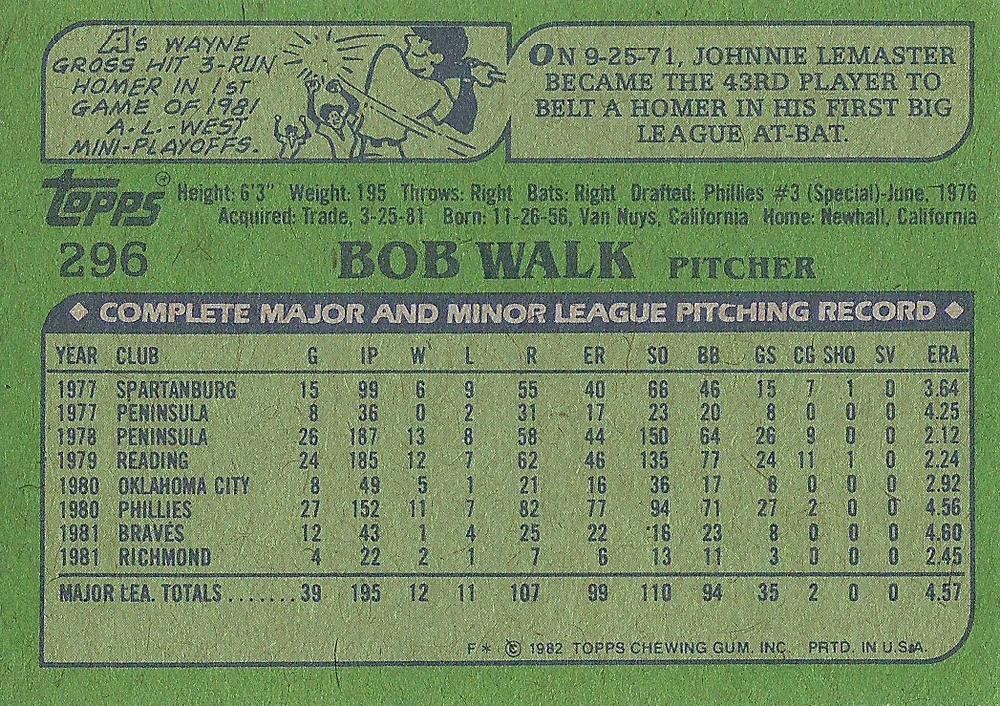 A's WAYNE
GROSS HIT 3-RUN
HOMER IN 1ST
GAME OF 1981
A.L.-WEST
MINI-PLAYOFFS.
ON 9-25-71, JOHNNIE LEMASTER
BECAME THE 43RD PLAYER TO
BELT A HOMER IN HIS FIRST BIG
LEAGUE AT-BAT.
Topps® Height: 6'3" Weight: 195 Throws: Right Bats: Right Drafted: Phillies #3 (Special)-June, 1976
Acquired: Trade, 3-25-81 Born: 11-26-56, Van Nuys, California Home: Newhall, California
296 BOB WALK PITCHER
COMPLETE MAJOR AND MINOR LEAGUE PITCHING RECORD
YEAR CLUB G IP W L R ER SO BB GS CG SHO SV ERA
1977 SPARTANBURG 15 99 6 9 55 40 66 46 15 7 1 0 3.64
1977 PENINSULA 8 36 0 2 31 17 23 20 8 0 0 0 4.25
1978 PENINSULA 26 187 13 8 58 44 150 64 26 9 0 0 2.12
1979 READING 24 185 12 7 62 46 135 77 24 11 1 0 2.24
1980 OKLAHOMA CITY 8 49 5 1 21 16 36 17 8 0 0 0 2.92
1980 PHILLIES 27 152 11 7 82 77 94 71 27 2 0 0 4.56
1981 BRAVES 12 43 1 4 25 22 16 23 8 0 0 0 4.60
1981 RICHMOND 4 22 2 1 7 6 13 11 3 0 0 0 2.45
MAJOR LEA. TOTALS.......39 195 12 11 107 99 110 94 35 2 0 0 4.57
F* © 1982 TOPPS CHEWING GUM, INC. PRTD. IN U.S.A.